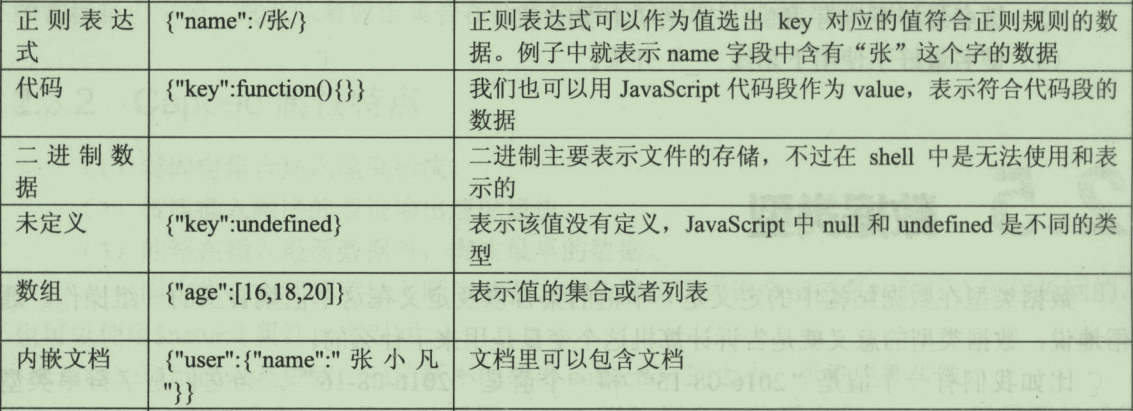 正则表达 {"name": /张/} 正则表达式可以作为值选出 key 对应的值符合正则规则的数
式 据。例子中就表示 name 字段中含有“张”这个字的数据
代码 {"key":function(){}} 我们也可以用 JavaScript 代码段作为 value，表示符合代码段的
数据
二进制数 二进制主要表示文件的存储，不过在 shell 中是无法使用和表
据 示的
未定义 {"key":undefined} 表示该值没有定义，JavaScript 中 null 和 undefined 是不同的类
型
数组 {"age":[16,18,20]} 表示值的集合或者列表
内嵌文档 {"user":{"name":" 张小凡 文档里可以包含文档
"}}